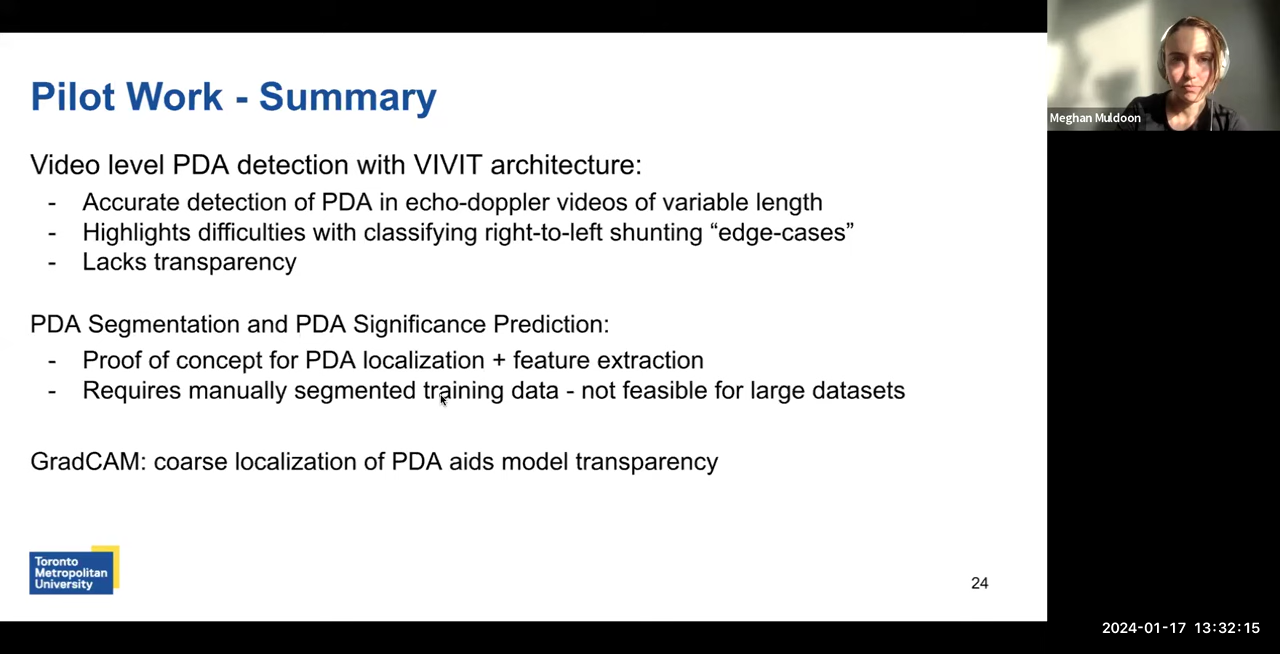 Pilot Work - Summary
Video level PDA detection with VIVIT architecture:
- Accurate detection of PDA in echo-doppler videos of variable length
- Highlights difficulties with classifying right-to-left shunting “edge-cases”
- Lacks transparency
PDA Segmentation and PDA Significance Prediction:
- Proof of concept for PDA localization + feature extraction
- Requires manually segmented training data - not feasible for large datasets
GradCAM: coarse localization of PDA aids model transparency
Toronto
Metropolitan
University
24
Meghan Muldoon
2024-01-17 13:32:15